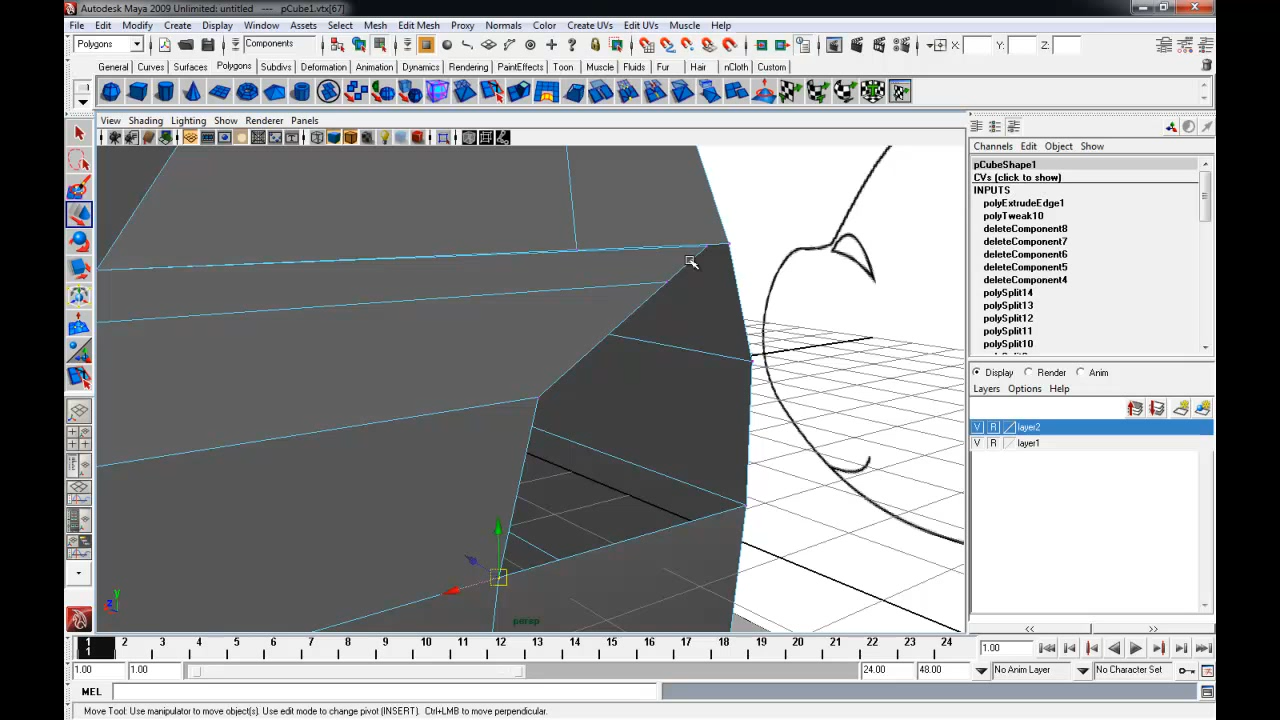 Autodesk Maya 2009 Unlimited: untitled --- pCube1.vtx[67]
File Edit Modify Create Display Window Assets Select Mesh Edit Mesh Proxy Normals Color Create UVs Edit UVs Muscle Help
Polygons Components X: Y: Z:
General Curves Surfaces Polygons Subdivs Deformation Animation Dynamics Rendering PaintEffects Toon Muscle Fluids Fur Hair nCloth Custom
View Shading Lighting Show Renderer Panels
Channels Edit Object Show
pCubeShape1
CVs (click to show)
INPUTS
polyExtrudeEdge1
polyTweak10
deleteComponent8
deleteComponent7
deleteComponent6
deleteComponent5
deleteComponent4
polySplit14
polySplit13
polySplit12
polySplit11
polySplit10
Display Render Anim
Layers Options Help
V R layer2
V R layer1
y
z
persp
1 2 3 4 5 6 7 8 9 10 11 12 13 14 15 16 17 18 19 20 21 22 23 24
1
1.00
1.00 1.00 24.00 48.00 No Anim Layer No Character Set
MEL
Move Tool: Use manipulator to move object(s). Use edit mode to change pivot (INSERT). Ctrl+LMB to move perpendicular.